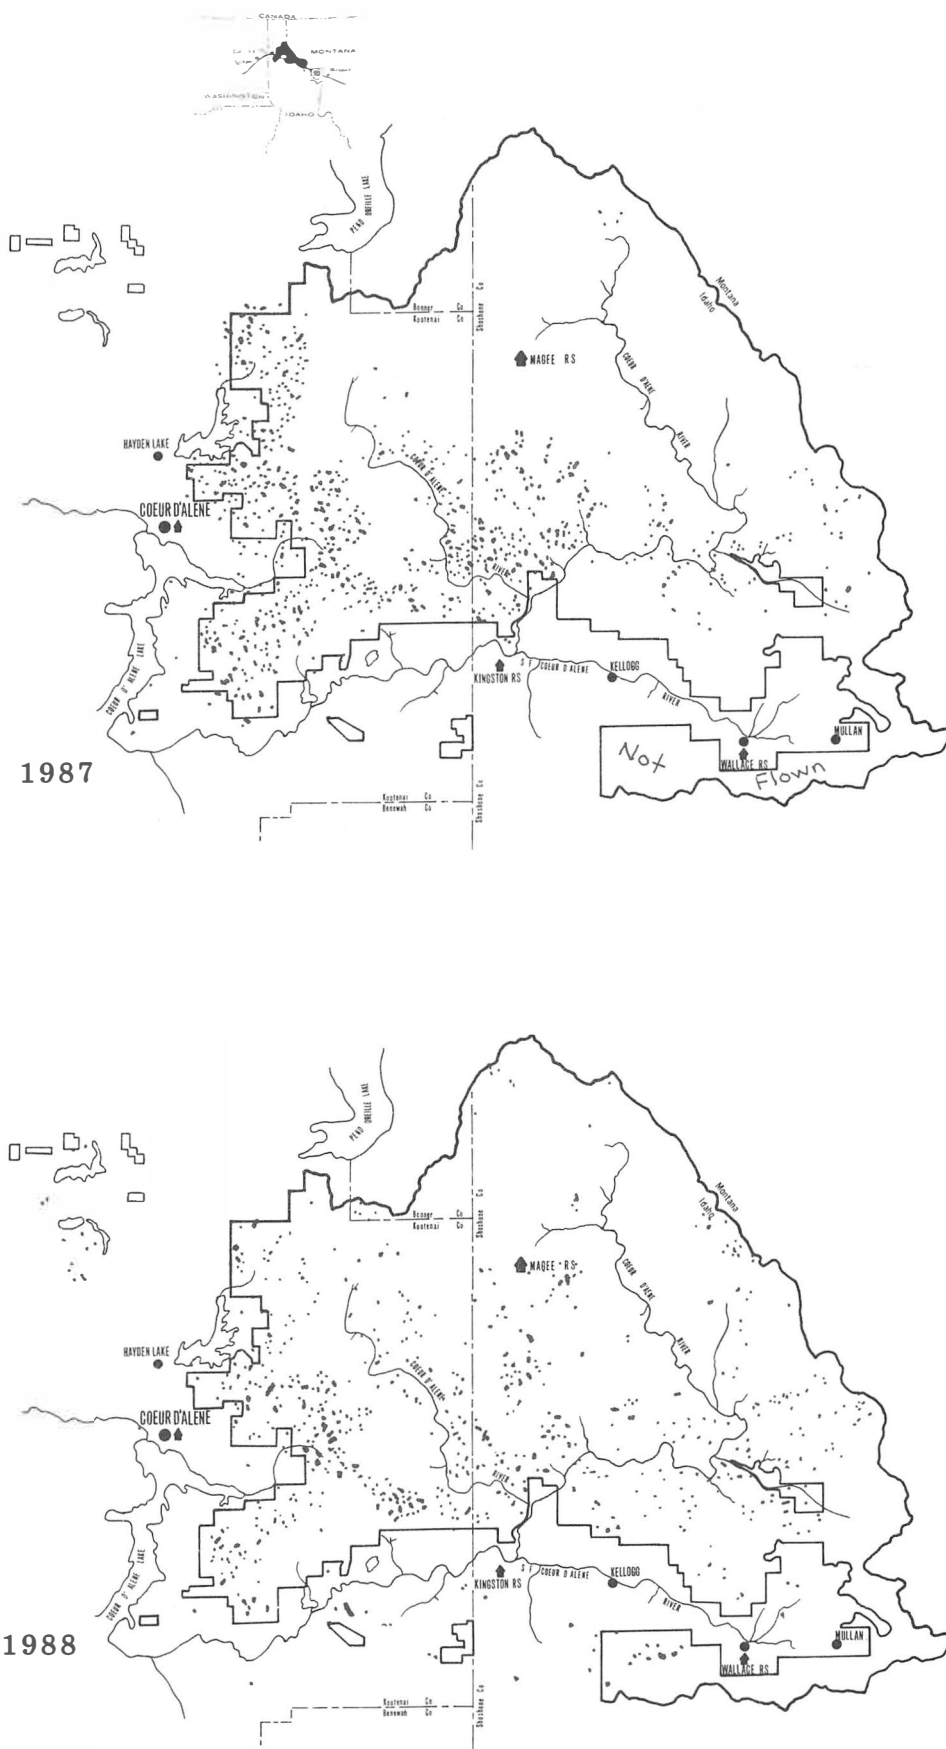 CANADA
MONTANA
WASHINGTON
IDAHO
PEND OREILLE LAKE
Montana
Idaho
Bonner Co
Kootenai Co
Shoshone Co
MAGEE RS
COEUR D'ALENE
RIVER
HAYDEN LAKE
COEUR D'ALENE
COEUR D'ALENE
RIVER
COEUR D'ALENE LAKE
KINGSTON RS
S F COEUR D'ALENE
KELLOGG
RIVER
MULLAN
WALLACE RS
Not
Flown
1987
Kootenai Co
Benewah Co
Shoshone Co
PEND OREILLE LAKE
Montana
Idaho
Bonner Co
Kootenai Co
Shoshone Co
MAGEE RS
COEUR D'ALENE
RIVER
HAYDEN LAKE
COEUR D'ALENE
COEUR D'ALENE
RIVER
COEUR D'ALENE LAKE
KINGSTON RS
S F COEUR D'ALENE
KELLOGG
RIVER
MULLAN
WALLACE RS
1988
Kootenai Co
Benewah Co
Shoshone Co